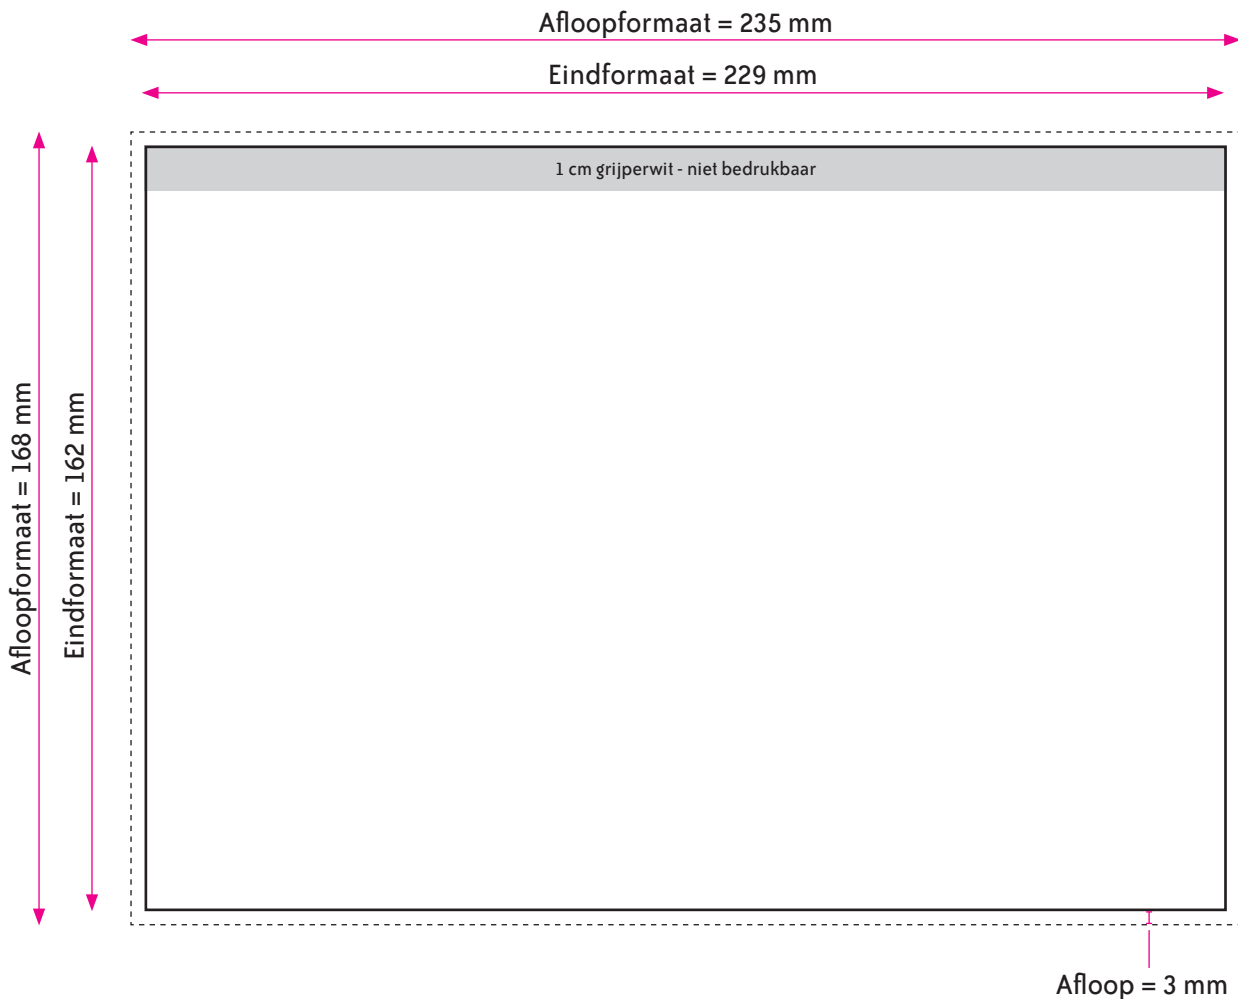 Afloopformaat = 235 mm
Eindformaat = 229 mm
1 cm grijperwit - niet bedrukbaar
Afloopformaat = 168 mm
Eindformaat = 162 mm
Afloop = 3 mm